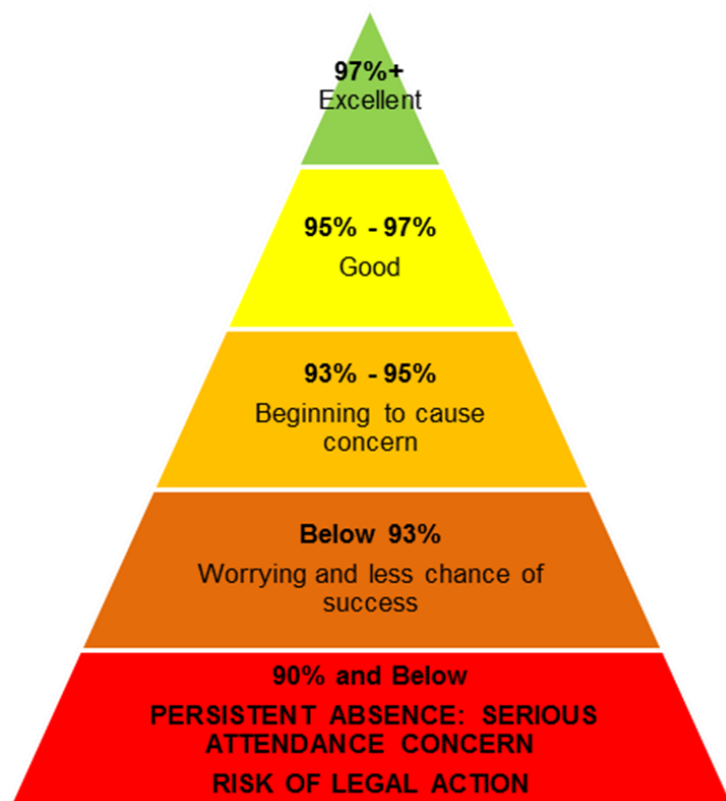 97%+
Excellent
95% - 97%
Good
93% - 95%
Beginning to cause
concern
Below 93%
Worrying and less chance of
success
90% and Below
PERSISTENT ABSENCE: SERIOUS
ATTENDANCE CONCERN
RISK OF LEGAL ACTION